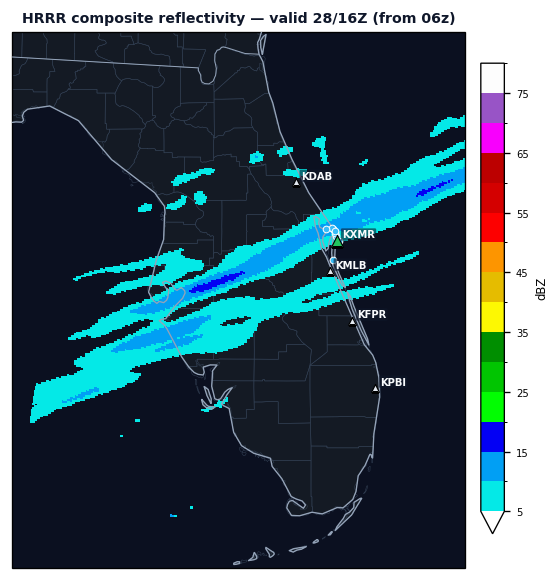 HRRR composite reflectivity — valid 28/16Z (from 06z)
75
65
55
45
35
25
15
5
dBZ
KDAB
KXMR
KMLB
KFPR
KPBI